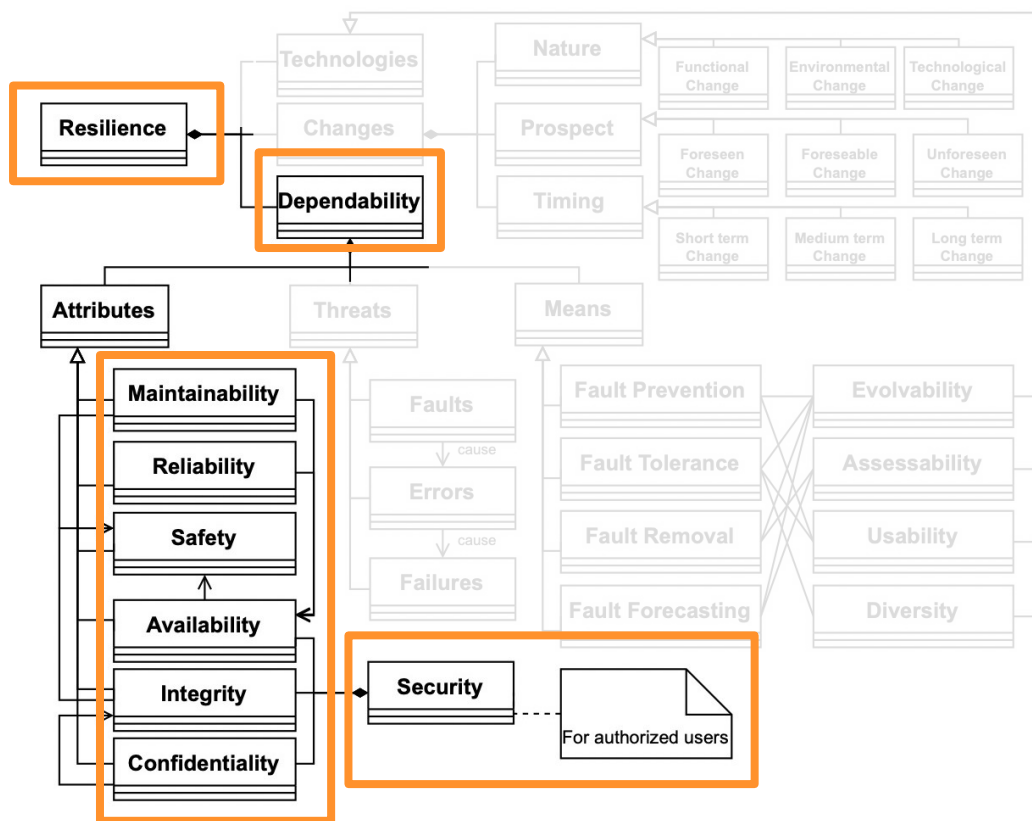 Technologies
Nature
Functional
Change
Environmental
Change
Technological
Change
Resilience
Changes
Prospect
Foreseen
Change
Foreseable
Change
Unforeseen
Change
Dependability
Timing
Short term
Change
Medium term
Change
Long term
Change
Attributes
Threats
Means
Maintainability
Reliability
Safety
Availability
Integrity
Confidentiality
Faults
cause
Errors
cause
Failures
Fault Prevention
Fault Tolerance
Fault Removal
Fault Forecasting
Evolvability
Assessability
Usability
Diversity
Security
For authorized users